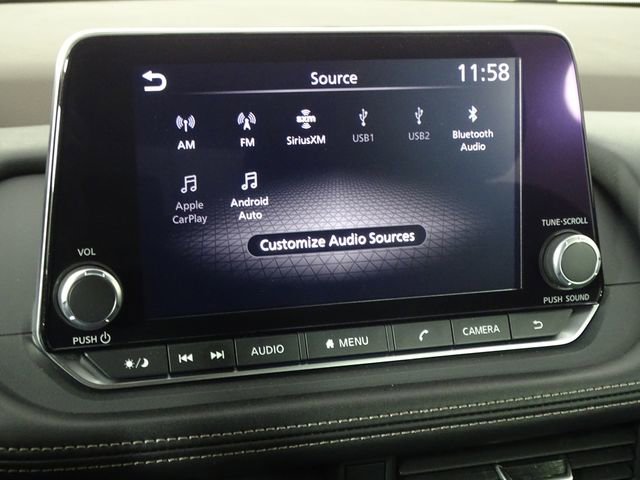 Source
11:58
AM
FM
SiriusXM
USB1
USB2
Bluetooth
Audio
Apple
CarPlay
Android
Auto
Customize Audio Sources
VOL
PUSH
TUNE·SCROLL
PUSH SOUND
AUDIO
MENU
CAMERA